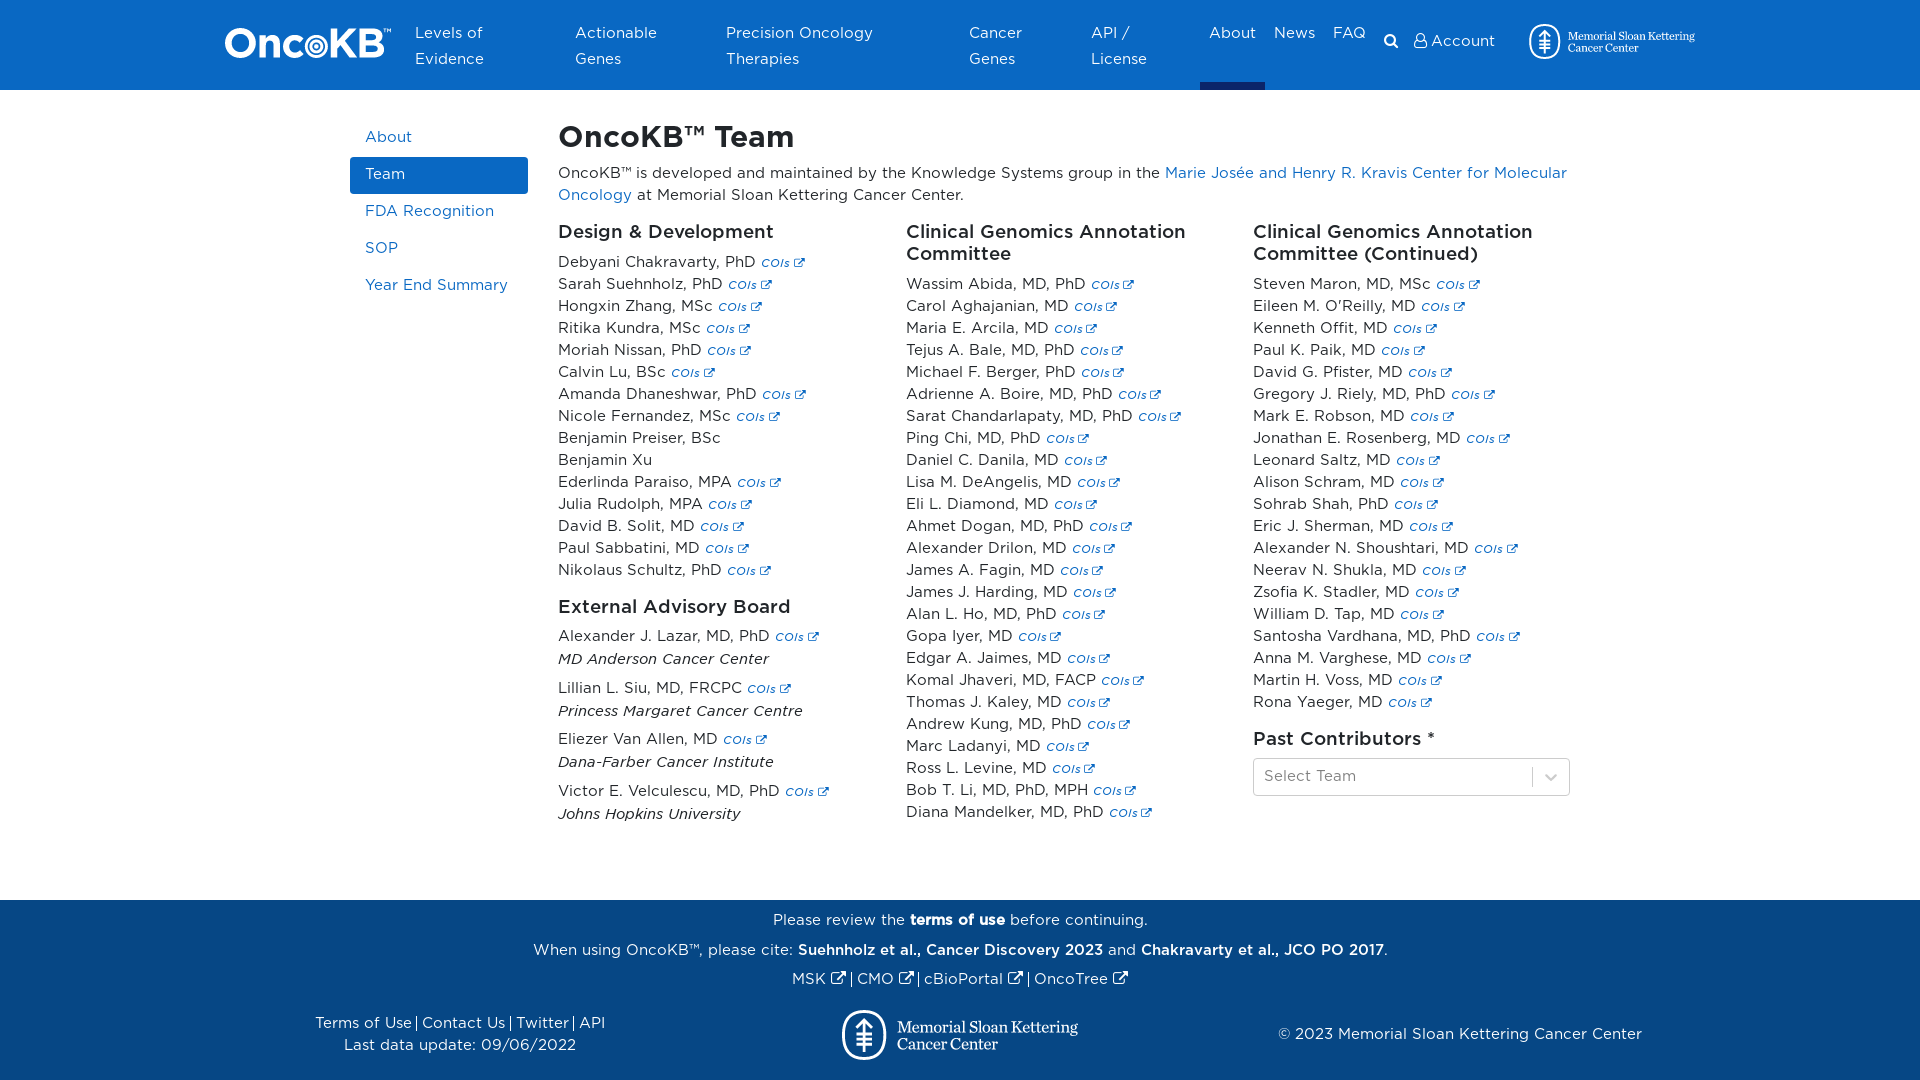 OncoKB™
Levels of
Evidence
Actionable
Genes
Precision Oncology
Therapies
Cancer
Genes
API /
License
About
News
FAQ
Account
Memorial Sloan Kettering
Cancer Center
About
Team
FDA Recognition
SOP
Year End Summary
OncoKB™ Team
OncoKB™ is developed and maintained by the Knowledge Systems group in the Marie Josée and Henry R. Kravis Center for Molecular
Oncology at Memorial Sloan Kettering Cancer Center.
Design & Development
Debyani Chakravarty, PhD COIs
Sarah Suehnholz, PhD COIs
Hongxin Zhang, MSc COIs
Ritika Kundra, MSc COIs
Moriah Nissan, PhD COIs
Calvin Lu, BSc COIs
Amanda Dhaneshwar, PhD COIs
Nicole Fernandez, MSc COIs
Benjamin Preiser, BSc
Benjamin Xu
Ederlinda Paraiso, MPA COIs
Julia Rudolph, MPA COIs
David B. Solit, MD COIs
Paul Sabbatini, MD COIs
Nikolaus Schultz, PhD COIs
External Advisory Board
Alexander J. Lazar, MD, PhD COIs
MD Anderson Cancer Center
Lillian L. Siu, MD, FRCPC COIs
Princess Margaret Cancer Centre
Eliezer Van Allen, MD COIs
Dana-Farber Cancer Institute
Victor E. Velculescu, MD, PhD COIs
Johns Hopkins University
Clinical Genomics Annotation
Committee
Wassim Abida, MD, PhD COIs
Carol Aghajanian, MD COIs
Maria E. Arcila, MD COIs
Tejus A. Bale, MD, PhD COIs
Michael F. Berger, PhD COIs
Adrienne A. Boire, MD, PhD COIs
Sarat Chandarlapaty, MD, PhD COIs
Ping Chi, MD, PhD COIs
Daniel C. Danila, MD COIs
Lisa M. DeAngelis, MD COIs
Eli L. Diamond, MD COIs
Ahmet Dogan, MD, PhD COIs
Alexander Drilon, MD COIs
James A. Fagin, MD COIs
James J. Harding, MD COIs
Alan L. Ho, MD, PhD COIs
Gopa Iyer, MD COIs
Edgar A. Jaimes, MD COIs
Komal Jhaveri, MD, FACP COIs
Thomas J. Kaley, MD COIs
Andrew Kung, MD, PhD COIs
Marc Ladanyi, MD COIs
Ross L. Levine, MD COIs
Bob T. Li, MD, PhD, MPH COIs
Diana Mandelker, MD, PhD COIs
Clinical Genomics Annotation
Committee (Continued)
Steven Maron, MD, MSc COIs
Eileen M. O'Reilly, MD COIs
Kenneth Offit, MD COIs
Paul K. Paik, MD COIs
David G. Pfister, MD COIs
Gregory J. Riely, MD, PhD COIs
Mark E. Robson, MD COIs
Jonathan E. Rosenberg, MD COIs
Leonard Saltz, MD COIs
Alison Schram, MD COIs
Sohrab Shah, PhD COIs
Eric J. Sherman, MD COIs
Alexander N. Shoushtari, MD COIs
Neerav N. Shukla, MD COIs
Zsofia K. Stadler, MD COIs
William D. Tap, MD COIs
Santosha Vardhana, MD, PhD COIs
Anna M. Varghese, MD COIs
Martin H. Voss, MD COIs
Rona Yaeger, MD COIs
Past Contributors *
Select Team
Please review the terms of use before continuing.
When using OncoKB™, please cite: Suehnholz et al., Cancer Discovery 2023 and Chakravarty et al., JCO PO 2017.
MSK | CMO | cBioPortal | OncoTree
Terms of Use | Contact Us | Twitter | API
Last data update: 09/06/2022
Memorial Sloan Kettering
Cancer Center
© 2023 Memorial Sloan Kettering Cancer Center